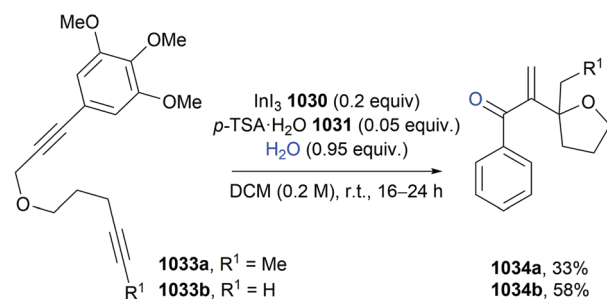 OMe
MeO
OMe
O
R¹
1033a, R¹ = Me
1033b, R¹ = H
InI₃ 1030 (0.2 equiv)
p-TSA·H₂O 1031 (0.05 equiv.)
H₂O (0.95 equiv.)
DCM (0.2 M), r.t., 16–24 h
R¹
O
O
1034a, 33%
1034b, 58%